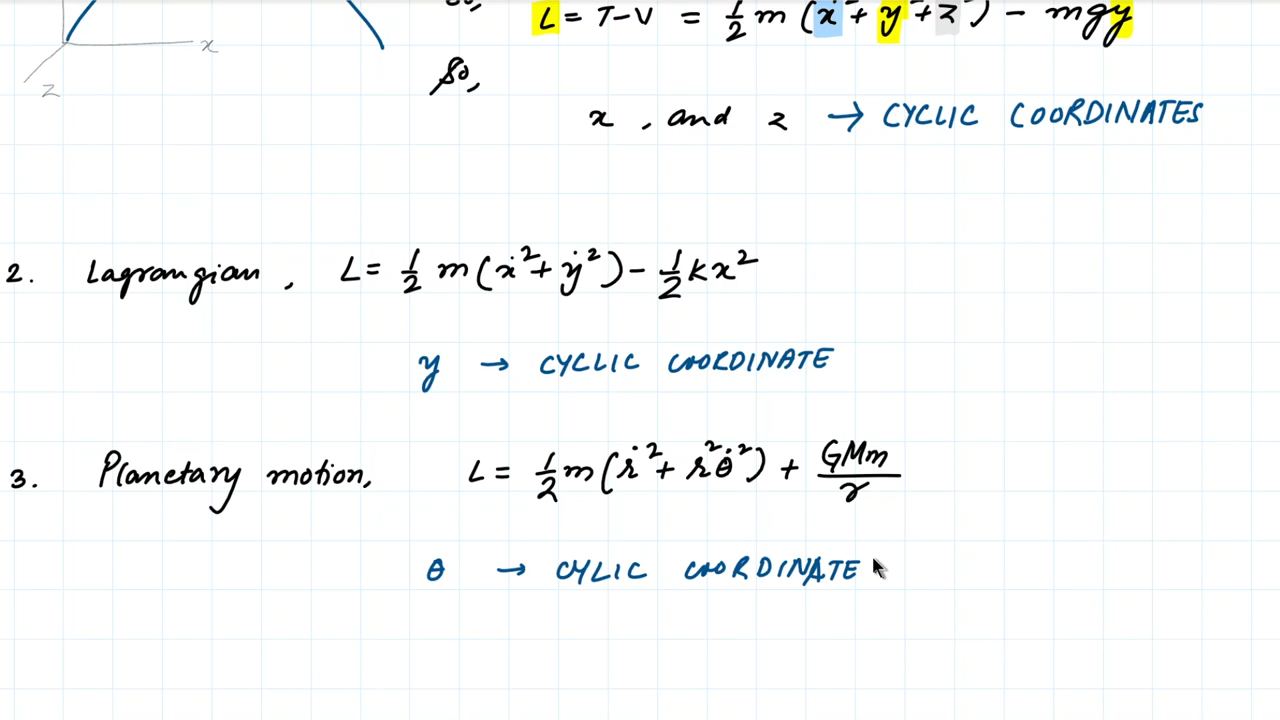 So,
L = T-V = ½ m (ẋ² + ẏ² + ż²) - mgy
x
z
So,
x , and z → CYCLIC COORDINATES
2. Lagrangian , L = ½ m (ẋ² + ẏ²) - ½ kx²
y → CYCLIC COORDINATE
3. Planetary motion, L = ½ m (ṙ² + r²θ̇²) + GMm/r
θ → CYLIC COORDINATE